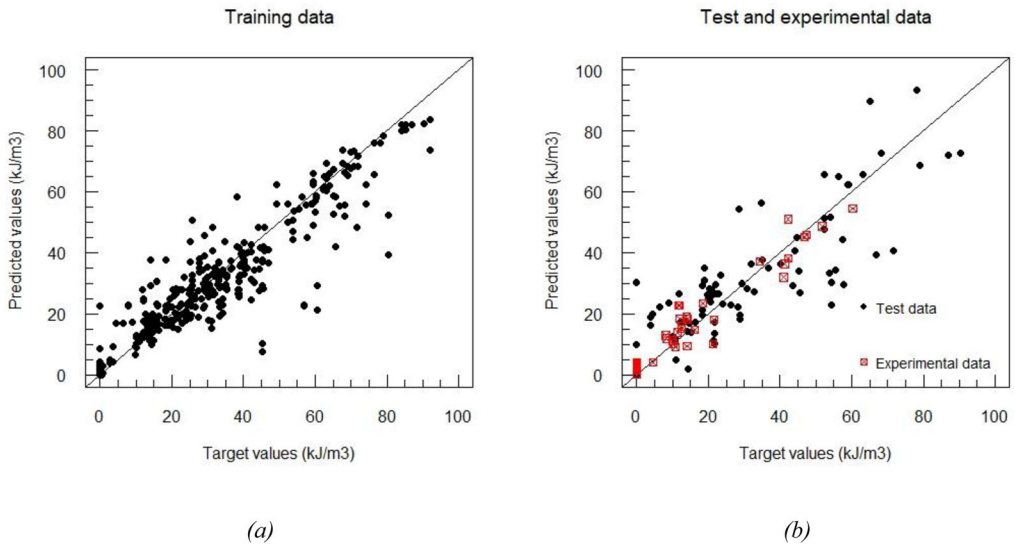 Training data
Predicted values (kJ/m3)
100
80
60
40
20
0
0 20 40 60 80 100
Target values (kJ/m3)
(a)
Test and experimental data
Predicted values (kJ/m3)
100
80
60
40
20
0
Test data
Experimental data
0 20 40 60 80 100
Target values (kJ/m3)
(b)